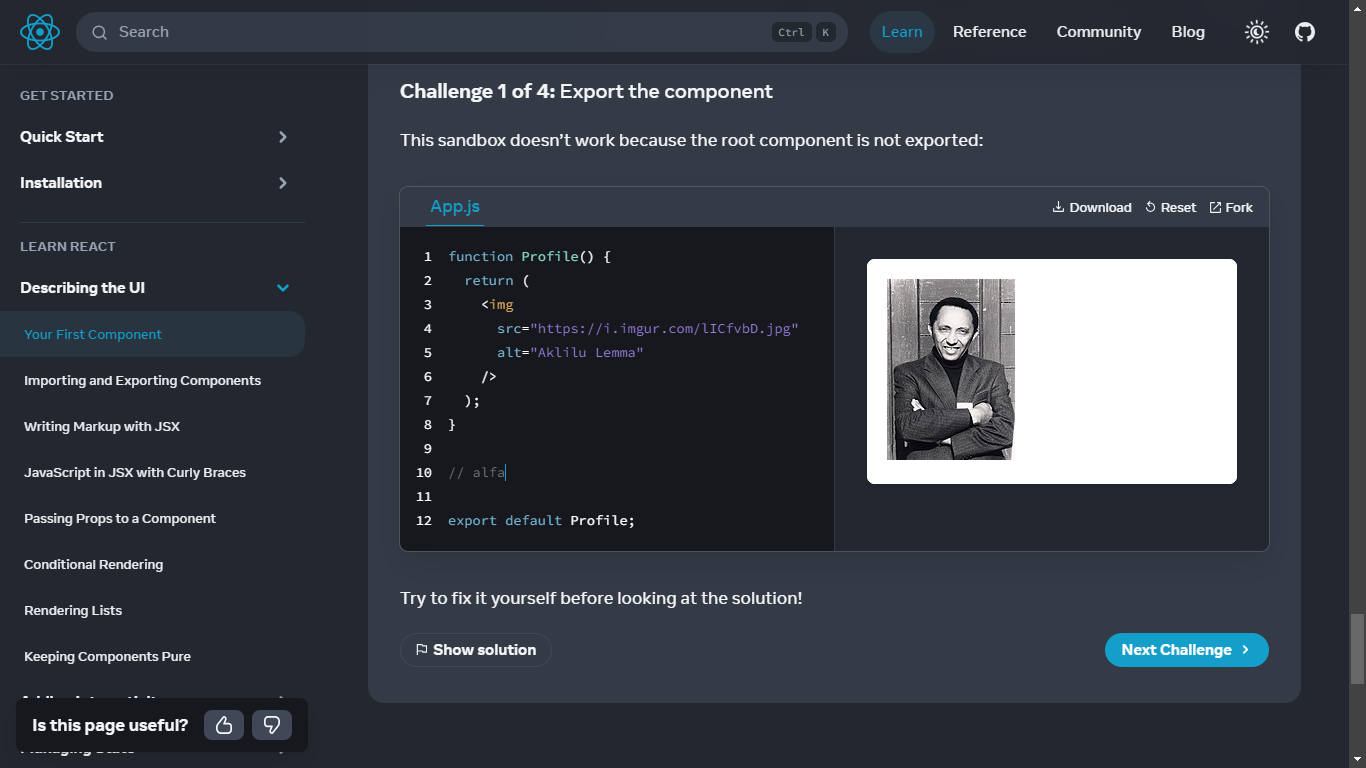 Search
Ctrl K
Learn
Reference
Community
Blog
GET STARTED
Quick Start
Installation
LEARN REACT
Describing the UI
Your First Component
Importing and Exporting Components
Writing Markup with JSX
JavaScript in JSX with Curly Braces
Passing Props to a Component
Conditional Rendering
Rendering Lists
Keeping Components Pure
Is this page useful?
Challenge 1 of 4: Export the component
This sandbox doesn’t work because the root component is not exported:
App.js
Download
Reset
Fork
1 function Profile() {
2 return (
3 <img
4 src="https://i.imgur.com/lICfvbD.jpg"
5 alt="Aklilu Lemma"
6 />
7 );
8 }
9
10 // alfa
11
12 export default Profile;
Try to fix it yourself before looking at the solution!
Show solution
Next Challenge